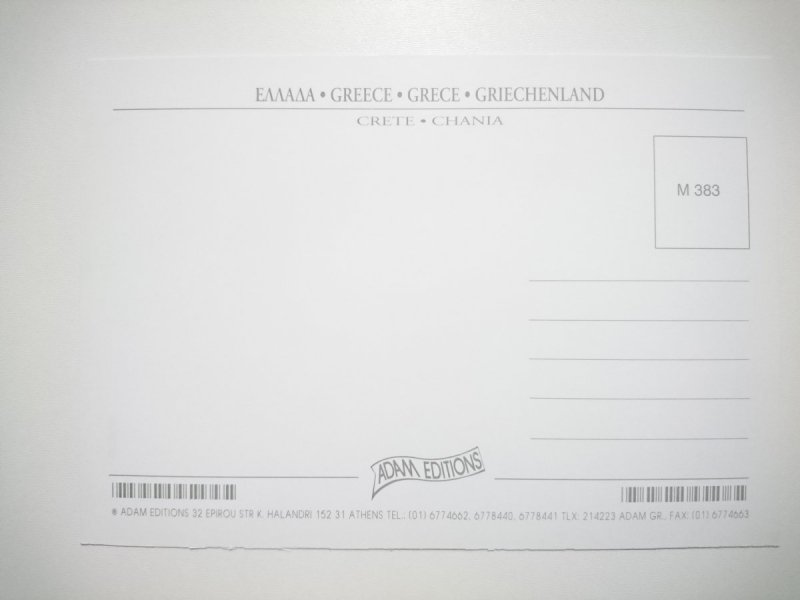 ΕΛΛΑΔΑ • GREECE • GRECE • GRIECHENLAND
CRETE • CHANIA
M 383
ADAM EDITIONS
® ADAM EDITIONS 32 EPIROU STR K. HALANDRI 152 31 ATHENS TEL.: (01) 6774662, 6778440, 6778441 TLX: 214223 ADAM GR., FAX: (01) 6774663